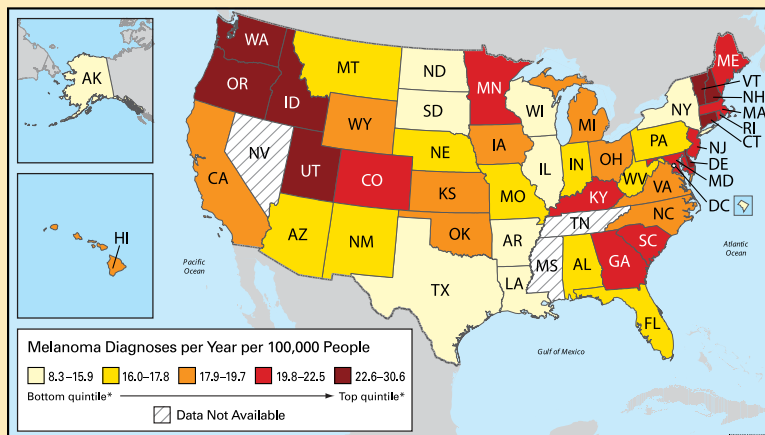 AK
HI
WA
OR
ID
MT
ND
SD
MN
WI
MI
NY
ME
VT
NH
MA
RI
CT
NJ
DE
MD
DC
PA
OH
IN
IL
IA
NE
WY
NV
UT
CO
KS
MO
KY
WV
VA
NC
SC
TN
GA
AL
MS
AR
LA
OK
TX
NM
AZ
CA
FL
Pacific
Ocean
Atlantic
Ocean
Gulf of Mexico
Melanoma Diagnoses per Year per 100,000 People
8.3–15.9 16.0–17.8 17.9–19.7 19.8–22.5 22.6–30.6
Bottom quintile* Top quintile*
Data Not Available